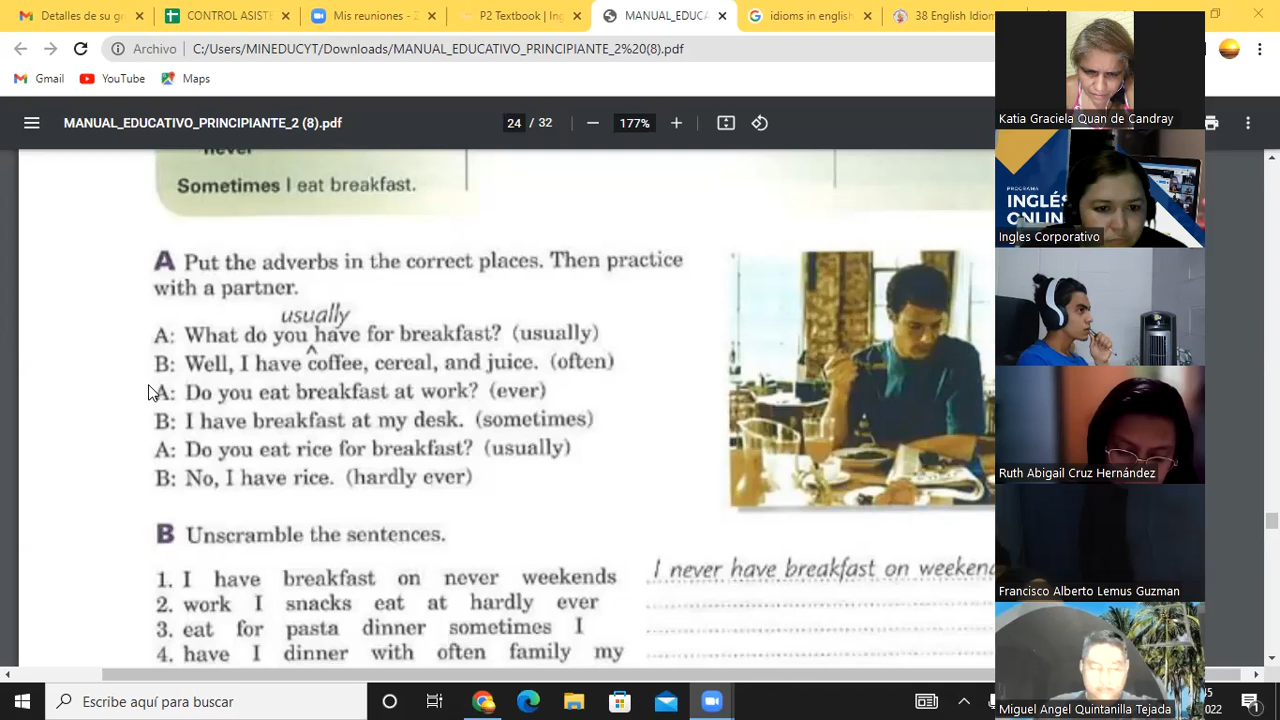 Detalles de su gr
CONTROL ASISTE
Mis reuniones - Z
P2 Textbook | Ing
MANUAL_EDUCA
idioms in english
38 English Idiom
Archivo
C:/Users/MINEDUCYT/Downloads/MANUAL_EDUCATIVO_PRINCIPIANTE_2%20(8).pdf
Gmail
YouTube
Maps
MANUAL_EDUCATIVO_PRINCIPIANTE_2 (8).pdf
24 / 32
177%
never
Sometimes I eat breakfast.
A Put the adverbs in the correct places. Then practice
with a partner.
usually
A: What do you have for breakfast? (usually)
B: Well, I have coffee, cereal, and juice. (often)
A: Do you eat breakfast at work? (ever)
B: I have breakfast at my desk. (sometimes)
A: Do you eat rice for breakfast? (usually)
B: No, I have rice. (hardly ever)
B Unscramble the sentences.
1. I have breakfast on never weekends I never have breakfast on weekend
2. work I snacks eat at hardly ever
3. eat for pasta dinner sometimes I
4. have I dinner with often family my
Katia Graciela Quan de Candray
PROGRAMA
INGLÉS
ONLIN
Ingles Corporativo
Ruth Abigail Cruz Hernández
Francisco Alberto Lemus Guzman
Miguel Angel Quintanilla Tejada
Escribe aquí para buscar